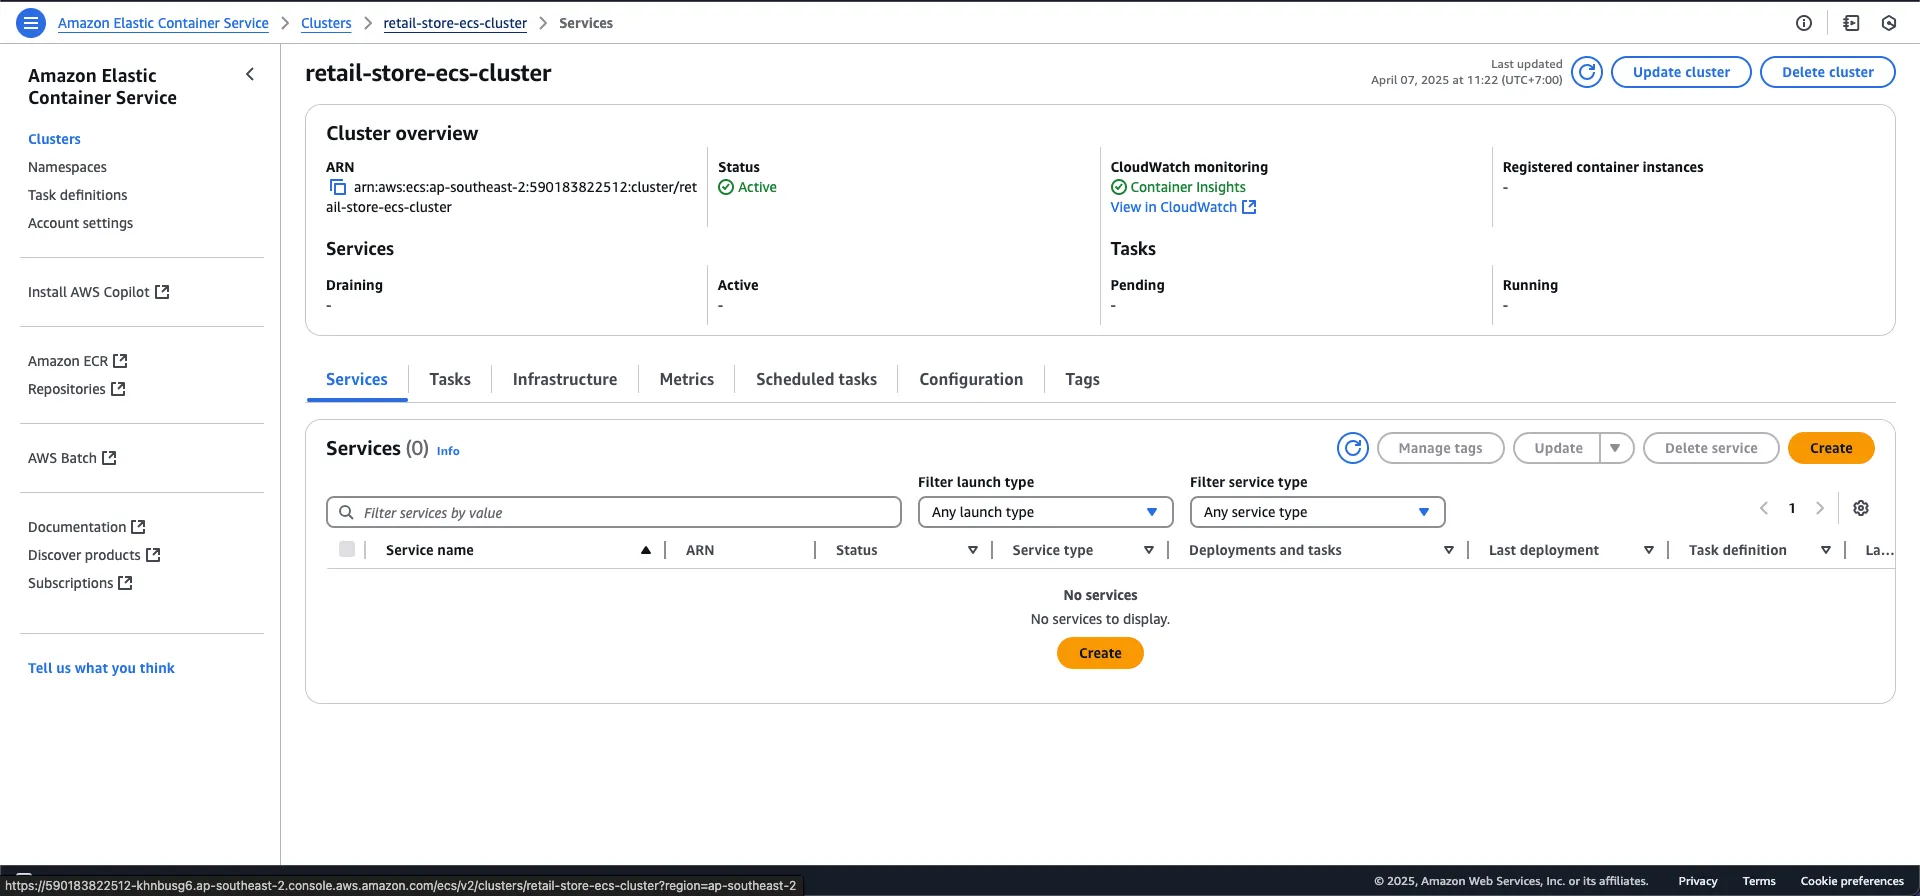 Amazon Elastic Container Service > Clusters > retail-store-ecs-cluster > Services
Amazon Elastic
Container Service
Clusters
Namespaces
Task definitions
Account settings
Install AWS Copilot
Amazon ECR
Repositories
AWS Batch
Documentation
Discover products
Subscriptions
Tell us what you think
retail-store-ecs-cluster
Last updated
April 07, 2025 at 11:22 (UTC+7:00)
Update cluster
Delete cluster
Cluster overview
ARN
arn:aws:ecs:ap-southeast-2:590183822512:cluster/ret
ail-store-ecs-cluster
Status
Active
CloudWatch monitoring
Container Insights
View in CloudWatch
Registered container instances
-
Services
Draining
-
Active
-
Tasks
Pending
-
Running
-
Services Tasks Infrastructure Metrics Scheduled tasks Configuration Tags
Services (0) Info
Manage tags
Update
Delete service
Create
Filter services by value
Filter launch type
Any launch type
Filter service type
Any service type
1
Service name ARN Status Service type Deployments and tasks Last deployment Task definition La...
No services
No services to display.
Create
https://590183822512-khnbusg6.ap-southeast-2.console.aws.amazon.com/ecs/v2/clusters/retail-store-ecs-cluster?region=ap-southeast-2
© 2025, Amazon Web Services, Inc. or its affiliates. Privacy Terms Cookie preferences